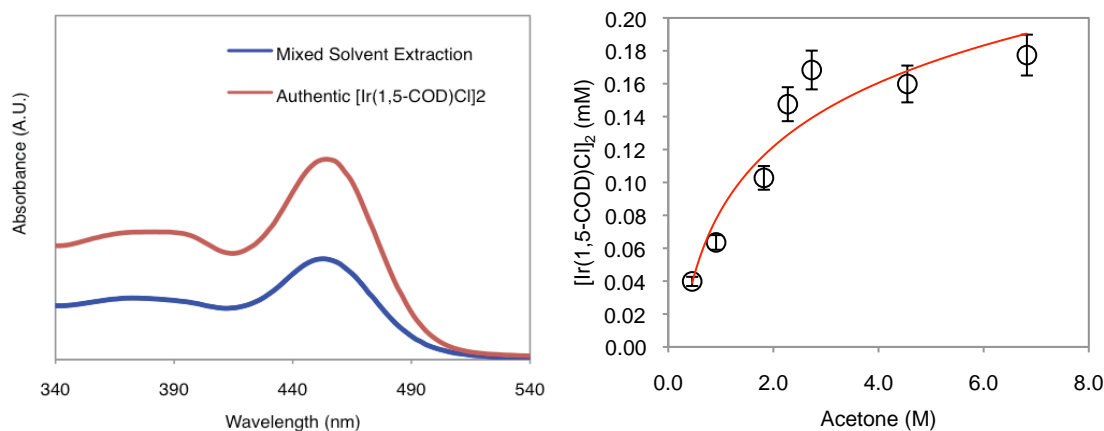 Absorbance (A.U.)
Mixed Solvent Extraction
Authentic [Ir(1,5-COD)Cl]2
340 390 440 490 540
Wavelength (nm)
[Ir(1,5-COD)Cl]2 (mM)
0.20
0.18
0.16
0.14
0.12
0.10
0.08
0.06
0.04
0.02
0.00
0.0 2.0 4.0 6.0 8.0
Acetone (M)